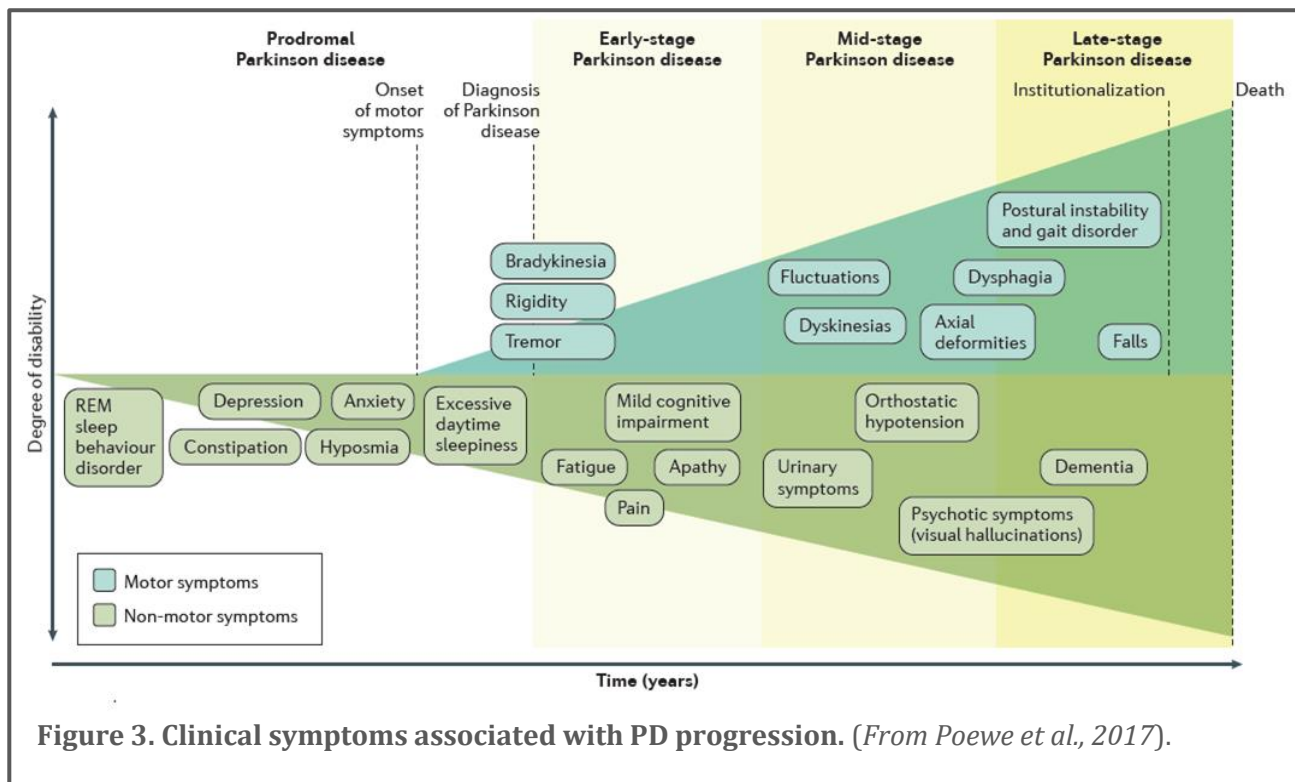 Prodromal
Parkinson disease
Early-stage
Parkinson disease
Mid-stage
Parkinson disease
Late-stage
Parkinson disease
Onset
of motor
symptoms
Diagnosis
of Parkinson
disease
Institutionalization
Death
Degree of disability
Postural instability
and gait disorder
Bradykinesia
Rigidity
Tremor
Fluctuations
Dysphagia
Dyskinesias
Axial
deformities
Falls
REM
sleep
behaviour
disorder
Depression
Anxiety
Constipation
Hyposmia
Excessive
daytime
sleepiness
Mild cognitive
impairment
Fatigue
Apathy
Pain
Orthostatic
hypotension
Urinary
symptoms
Dementia
Psychotic symptoms
(visual hallucinations)
Motor symptoms
Non-motor symptoms
Time (years)
Figure 3. Clinical symptoms associated with PD progression. (From Poewe et al., 2017).